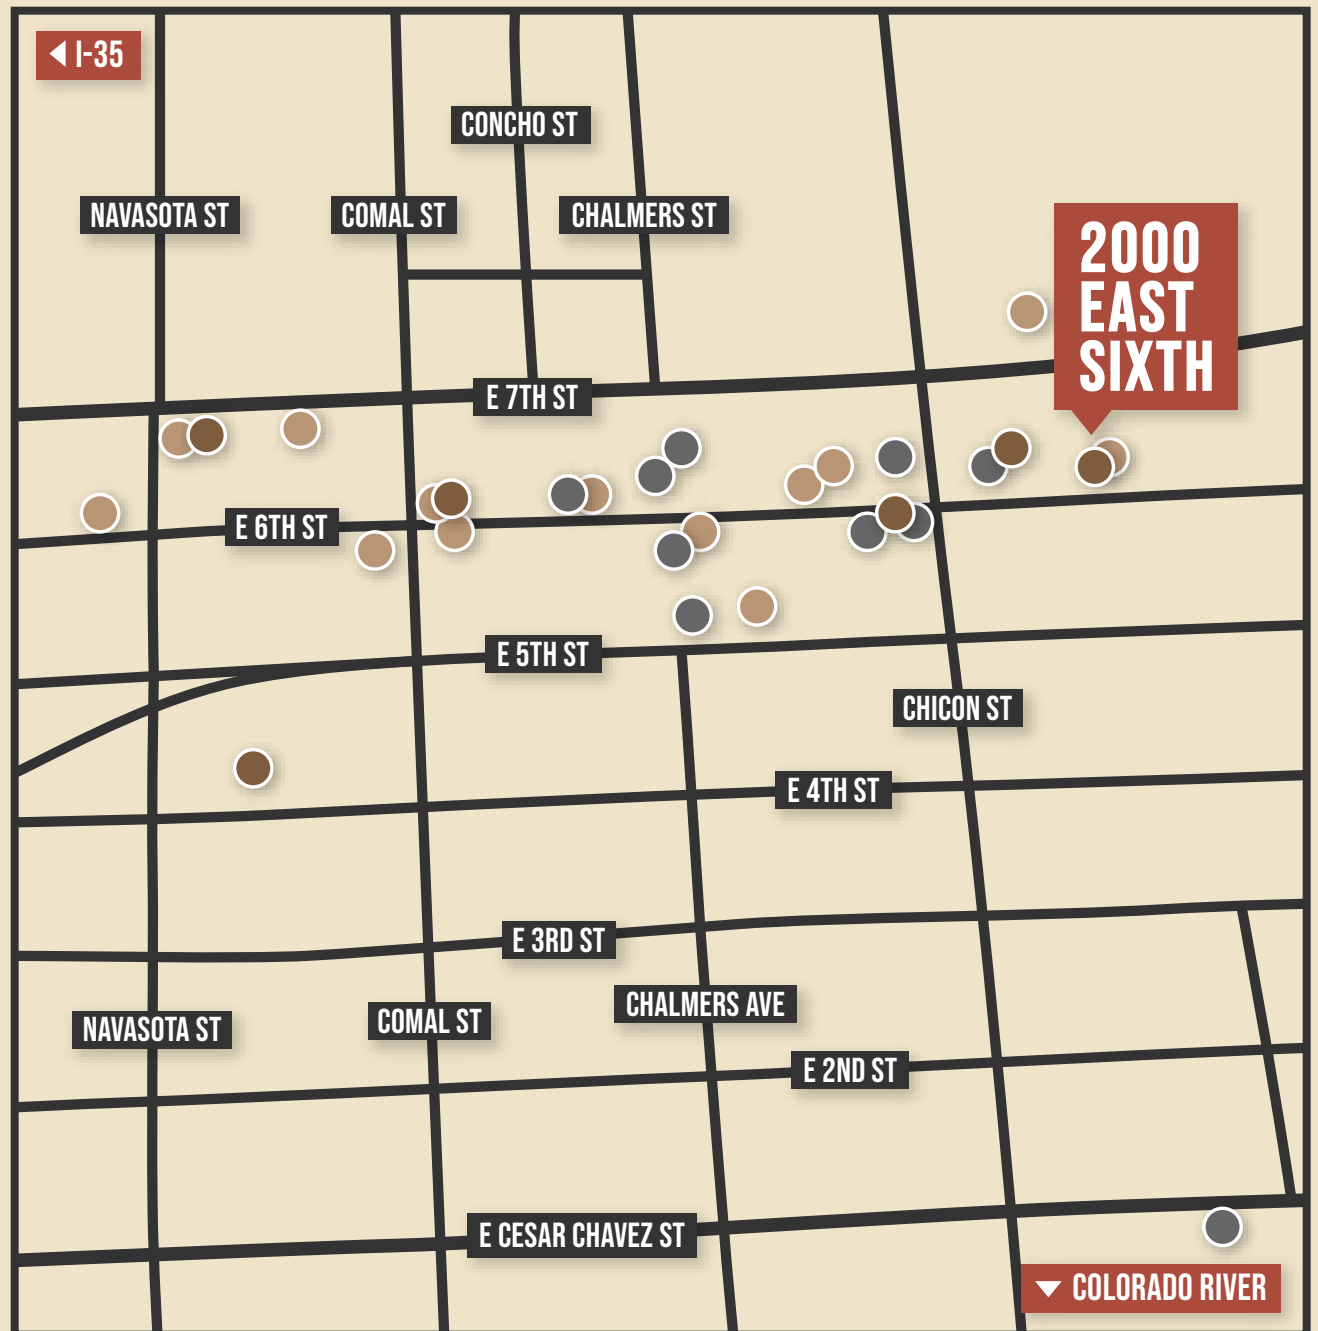 I-35
CONCHO ST
NAVASOTA ST
COMAL ST
CHALMERS ST
2000
EAST
SIXTH
E 7TH ST
E 6TH ST
E 5TH ST
CHICON ST
E 4TH ST
E 3RD ST
CHALMERS AVE
COMAL ST
NAVASOTA ST
E 2ND ST
E CESAR CHAVEZ ST
COLORADO RIVER